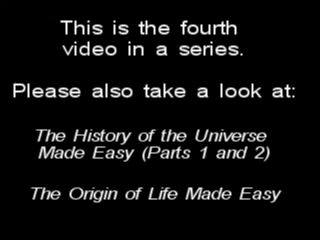 This is the fourth
video in a series.
Please also take a look at:
The History of the Universe
Made Easy (Parts 1 and 2)
The Origin of Life Made Easy